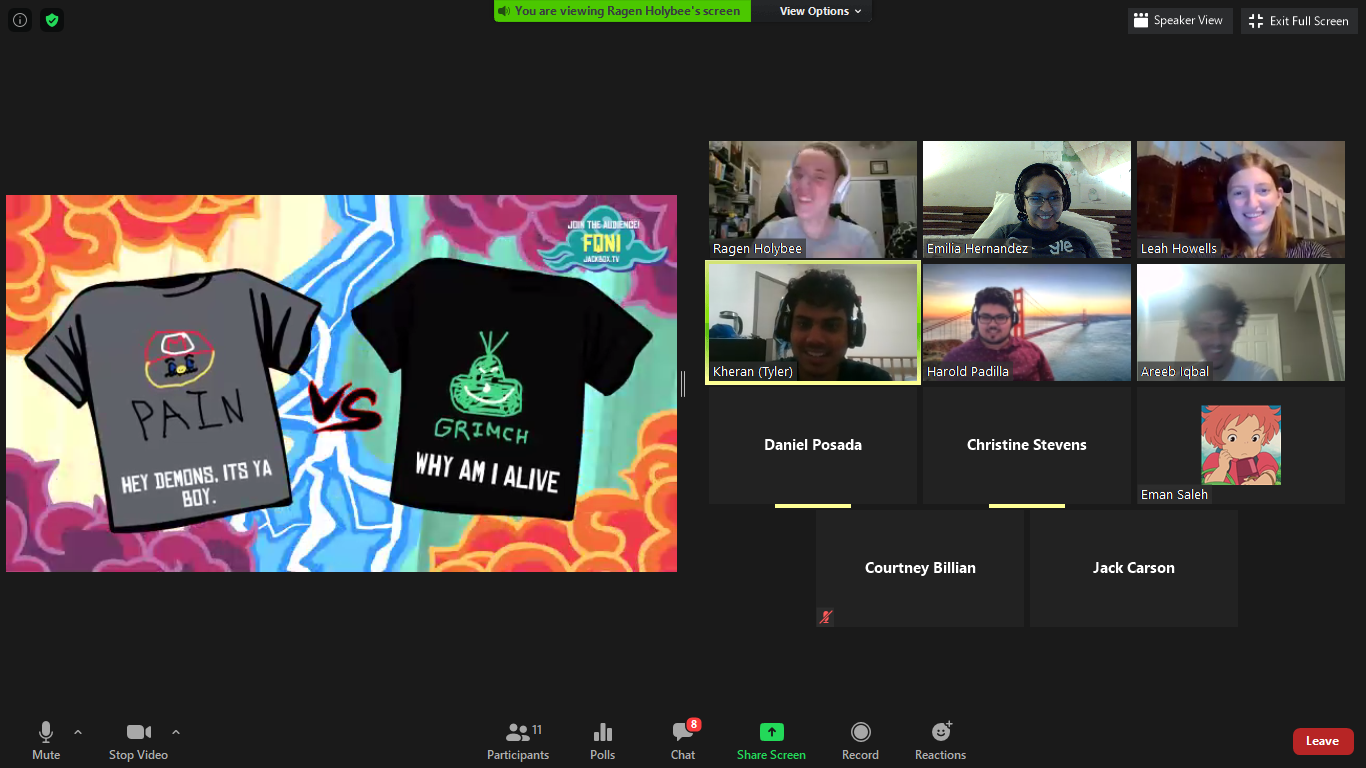 You are viewing Ragen Holybee's screen
View Options
Speaker View
Exit Full Screen
JOIN THE AUDIENCE!
FQNI
JACKBOX.TV
M
PAIN
HEY DEMONS, ITS YA
BOY.
VS
GRIMCH
WHY AM I ALIVE
Ragen Holybee
Emilia Hernandez
Leah Howells
Kheran (Tyler)
Harold Padilla
Areeb Iqbal
Daniel Posada
Christine Stevens
Eman Saleh
Courtney Billian
Jack Carson
Mute
Stop Video
11
Participants
Polls
8
Chat
Share Screen
Record
Reactions
Leave